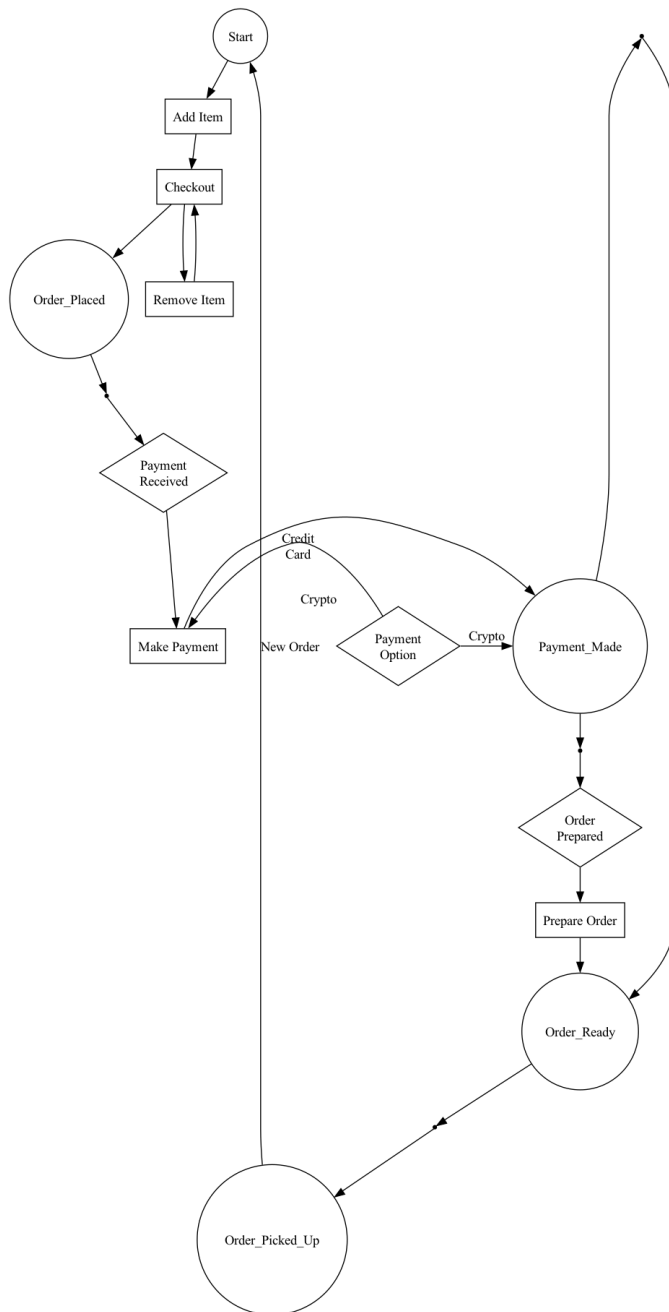 Start
Add Item
Checkout
Order_Placed
Remove Item
Payment
Received
Credit
Card
Crypto
Make Payment
New Order
Payment
Option
Crypto
Payment_Made
Order
Prepared
Prepare Order
Order_Ready
Order_Picked_Up